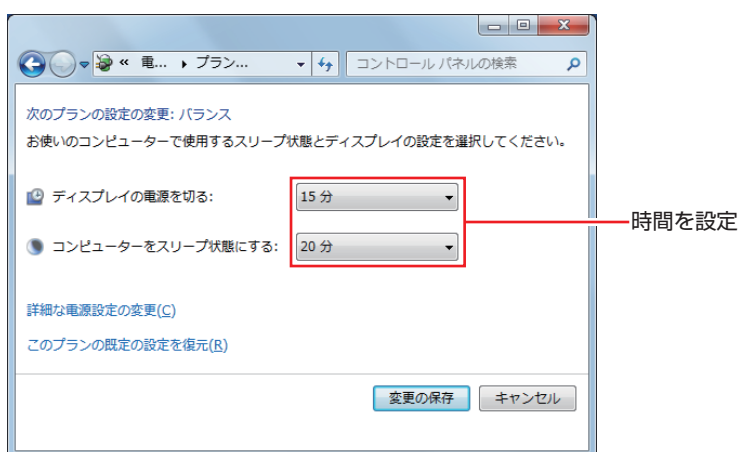 « 電... ▸ プラン...
コントロール パネルの検索
次のプランの設定の変更: バランス
お使いのコンピューターで使用するスリープ状態とディスプレイの設定を選択してください。
ディスプレイの電源を切る: 15 分
時間を設定
コンピューターをスリープ状態にする: 20 分
詳細な電源設定の変更(C)
このプランの既定の設定を復元(R)
変更の保存 キャンセル